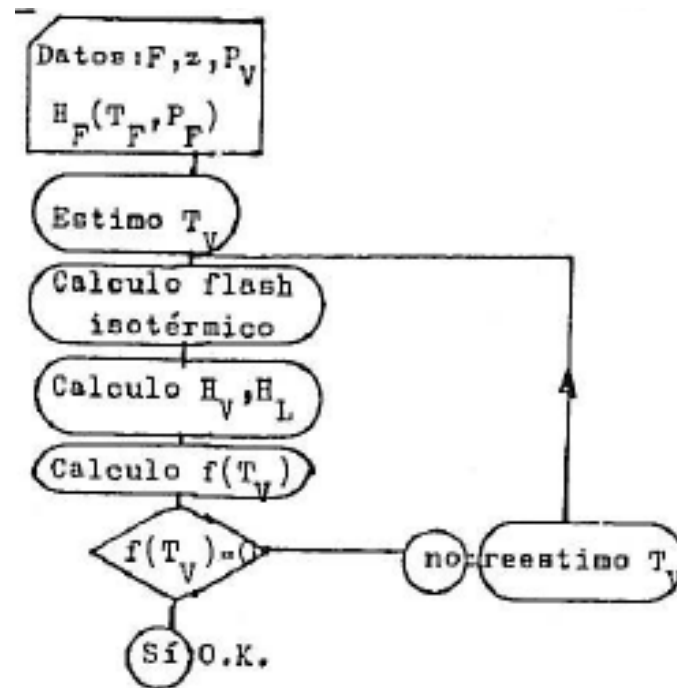 Datos:F,z,P_V
H_F(T_F,P_F)
Estimo T_V
Calculo flash
isotérmico
Calculo H_V,H_L
Calculo f(T_V)
f(T_V)=0
no:reestimo T_V
Sí O.K.